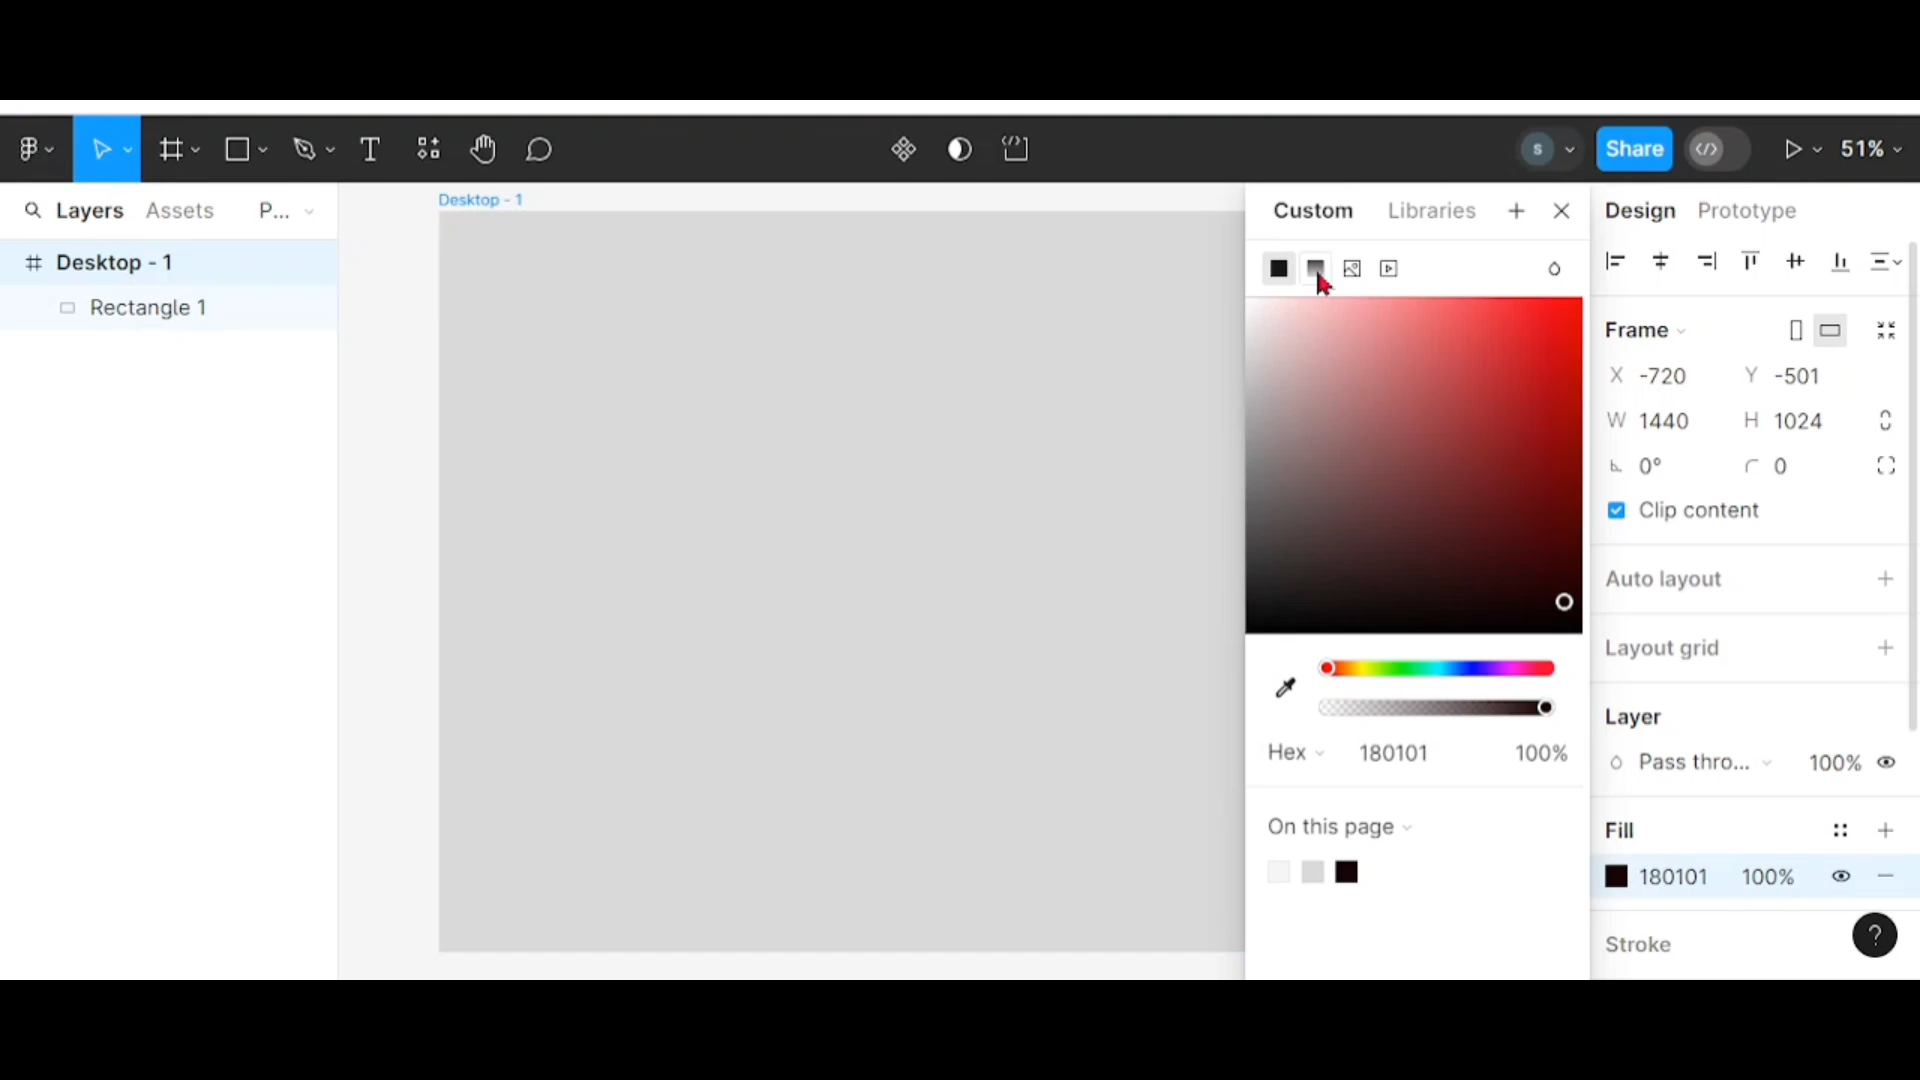 S
Share
51%
Layers
Assets
P...
Desktop - 1
Rectangle 1
Desktop - 1
Custom
Libraries
Hex
180101
100%
On this page
Design
Prototype
Frame
X -720
Y -501
W 1440
H 1024
0°
0
Clip content
Auto layout
Layout grid
Layer
Pass thro...
100%
Fill
180101
100%
Stroke
?